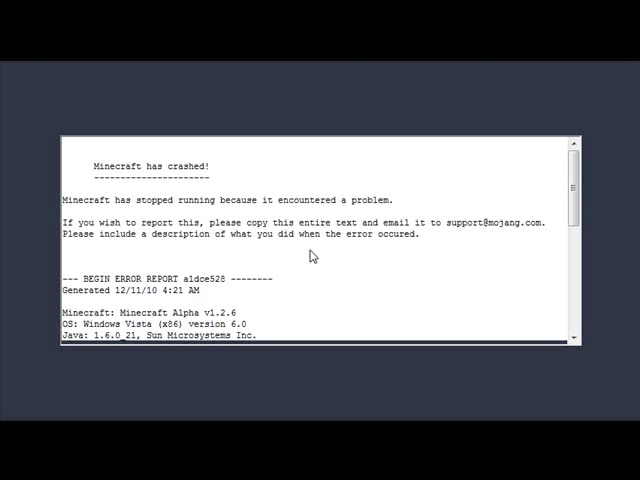 Minecraft has crashed!
----------------------
Minecraft has stopped running because it encountered a problem.
If you wish to report this, please copy this entire text and email it to support@mojang.com.
Please include a description of what you did when the error occured.
--- BEGIN ERROR REPORT a1dce528 --------
Generated 12/11/10 4:21 AM
Minecraft: Minecraft Alpha v1.2.6
OS: Windows Vista (x86) version 6.0
Java: 1.6.0_21, Sun Microsystems Inc.